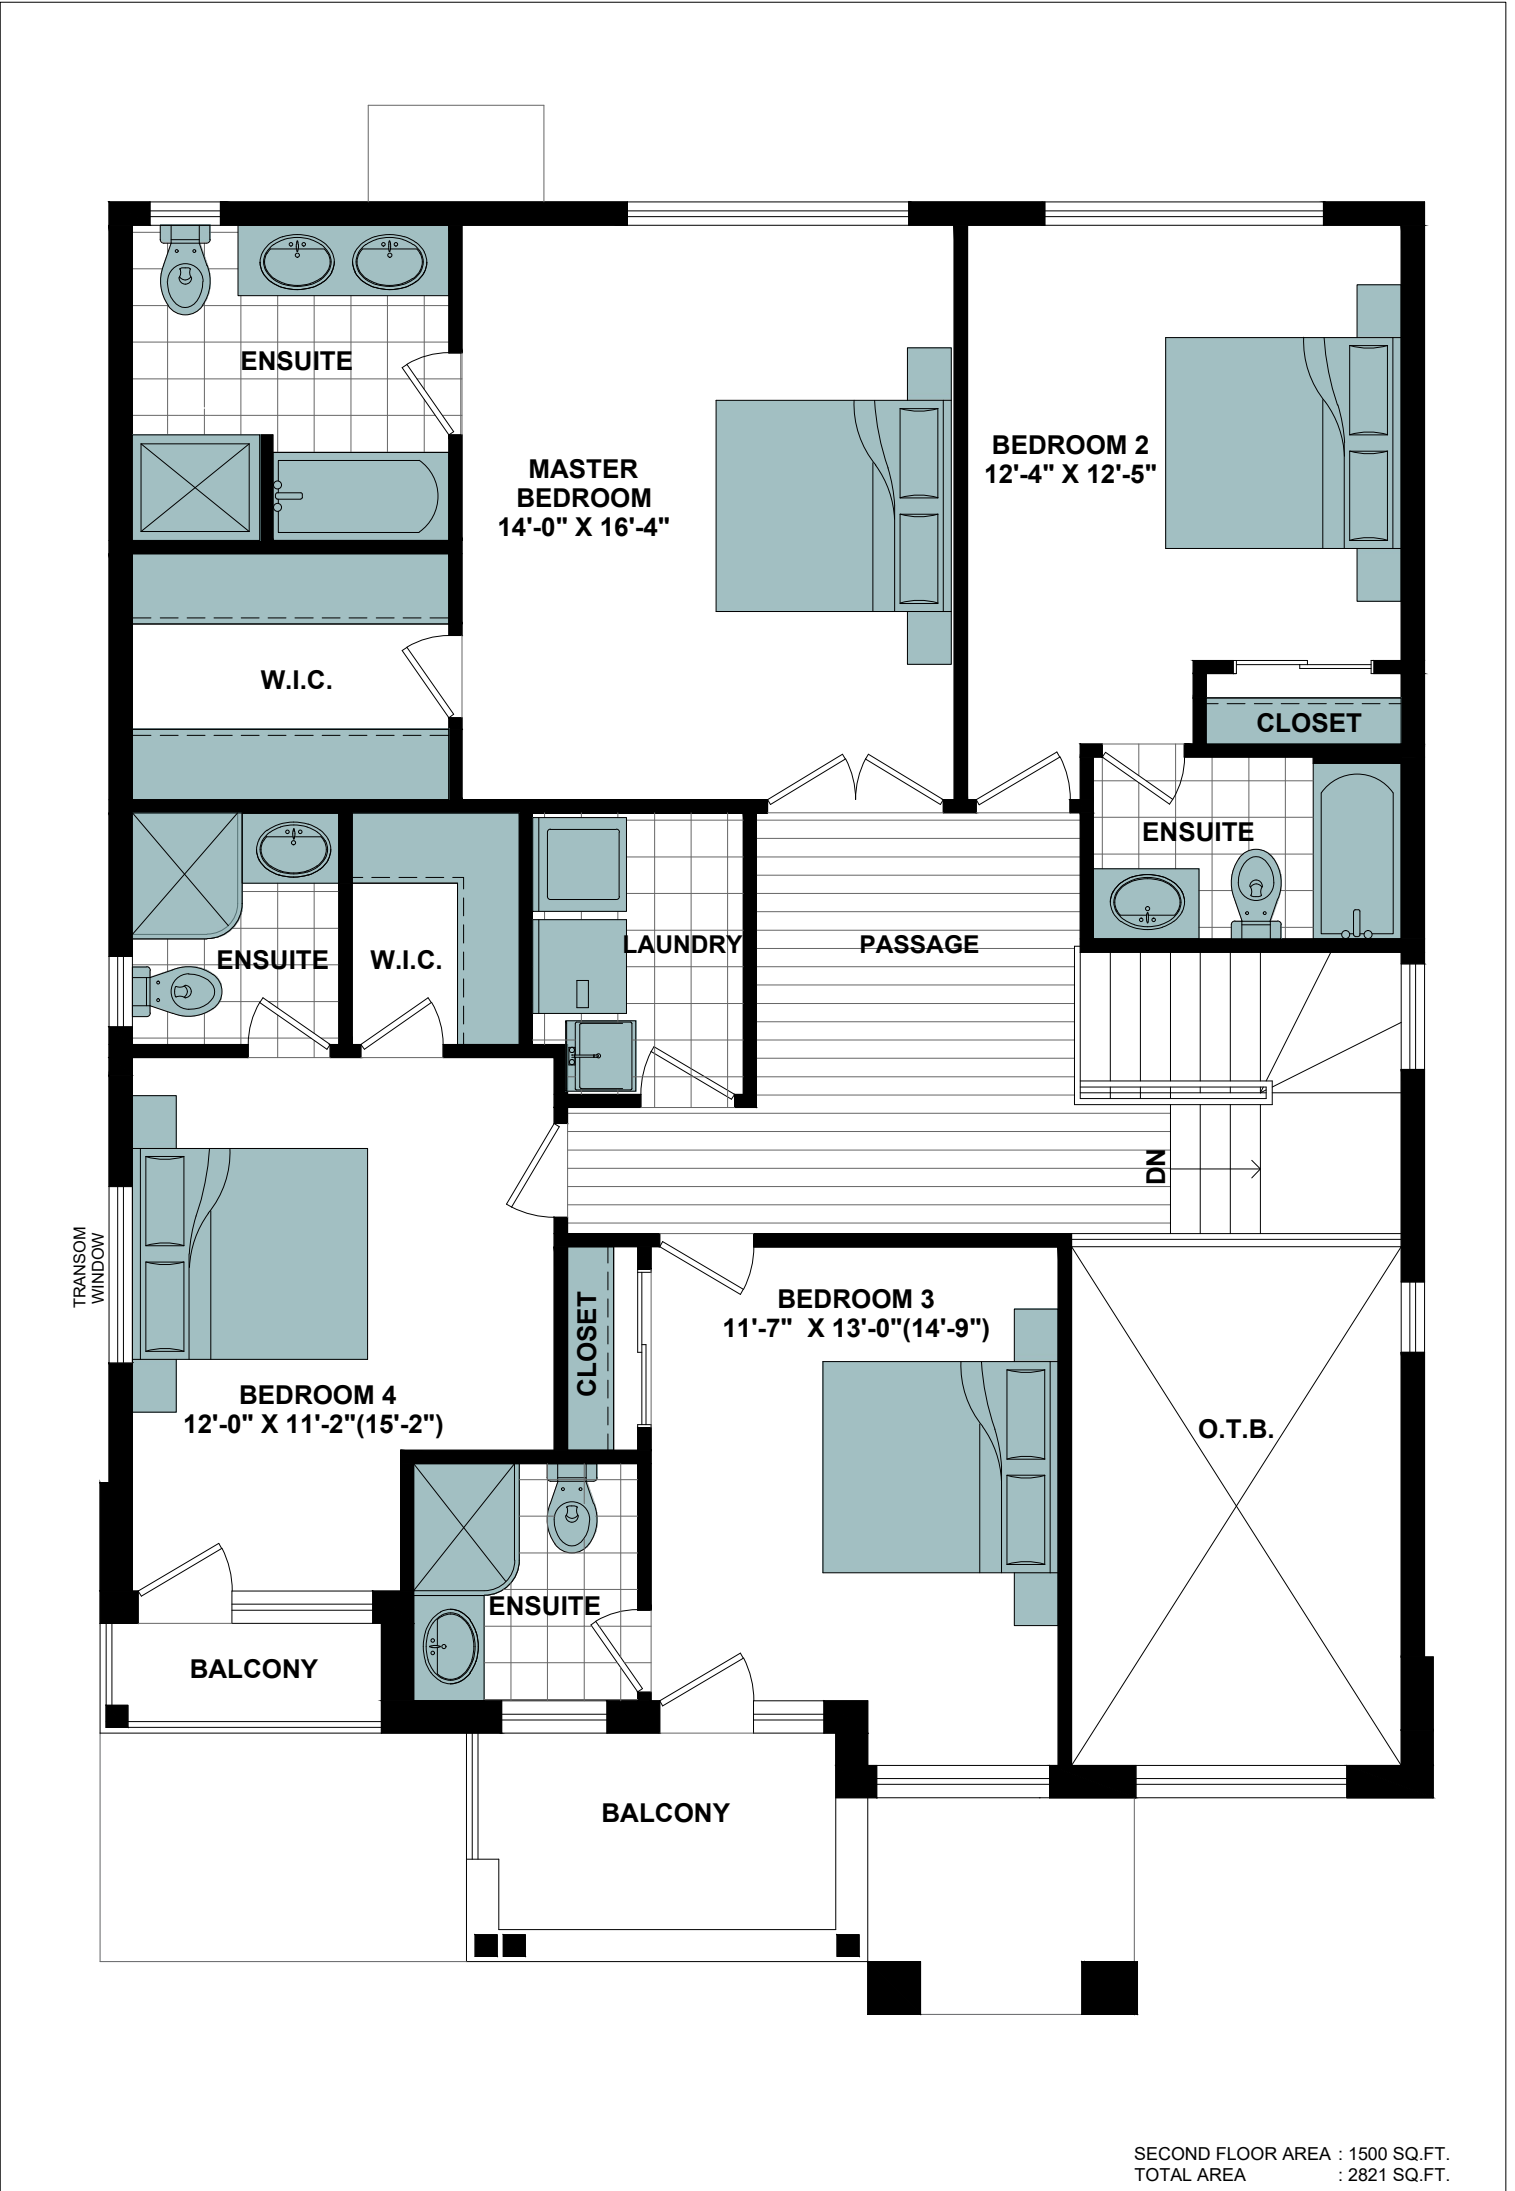 ENSUITE
MASTER
BEDROOM
14'-0" X 16'-4"
BEDROOM 2
12'-4" X 12'-5"
W.I.C.
CLOSET
ENSUITE
ENSUITE
W.I.C.
LAUNDRY
PASSAGE
DN
TRANSOM
WINDOW
BEDROOM 4
12'-0" X 11'-2"(15'-2")
CLOSET
BEDROOM 3
11'-7" X 13'-0"(14'-9")
O.T.B.
ENSUITE
BALCONY
BALCONY
SECOND FLOOR AREA : 1500 SQ.FT.
TOTAL AREA : 2821 SQ.FT.